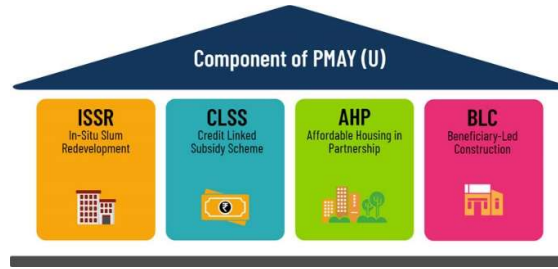 Component of PMAY (U)
ISSR
In-Situ Slum
Redevelopment
CLSS
Credit Linked
Subsidy Scheme
₹
AHP
Affordable Housing in
Partnership
BLC
Beneficiary-Led
Construction